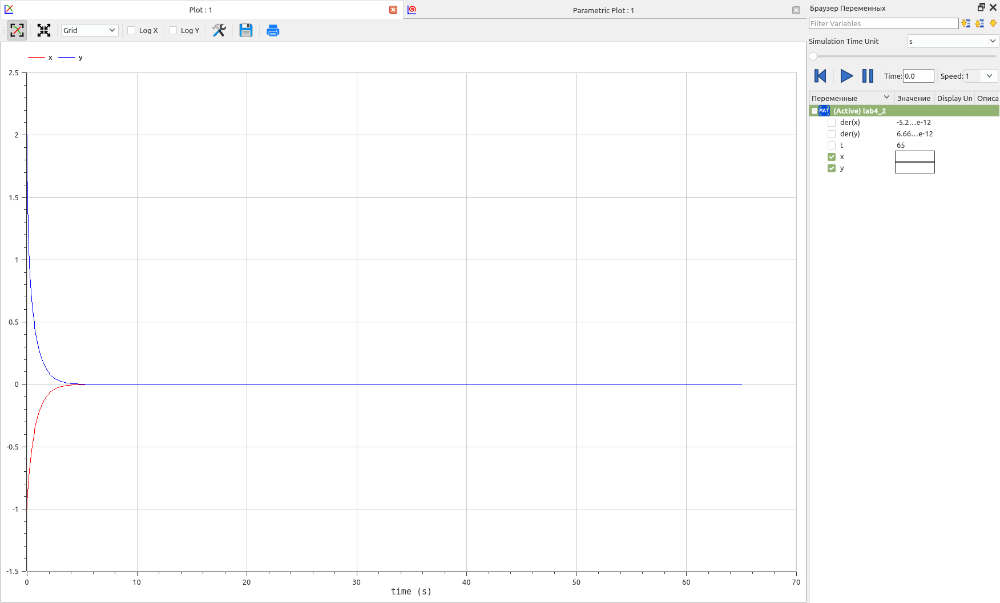 Plot : 1
Parametric Plot : 1
Браузер Переменных
Grid
Log X
Log Y
Filter Variables
Simulation Time Unit
s
Time:
0.0
Speed:
1
x
y
Переменные
Значение
Display Un
Описа
MAT
(Active) lab4_2
der(x)
-5.2...e-12
der(y)
6.66...e-12
t
65
x
y
2.5
2
1.5
1
0.5
0
-0.5
-1
-1.5
0
10
20
30
40
50
60
70
time (s)